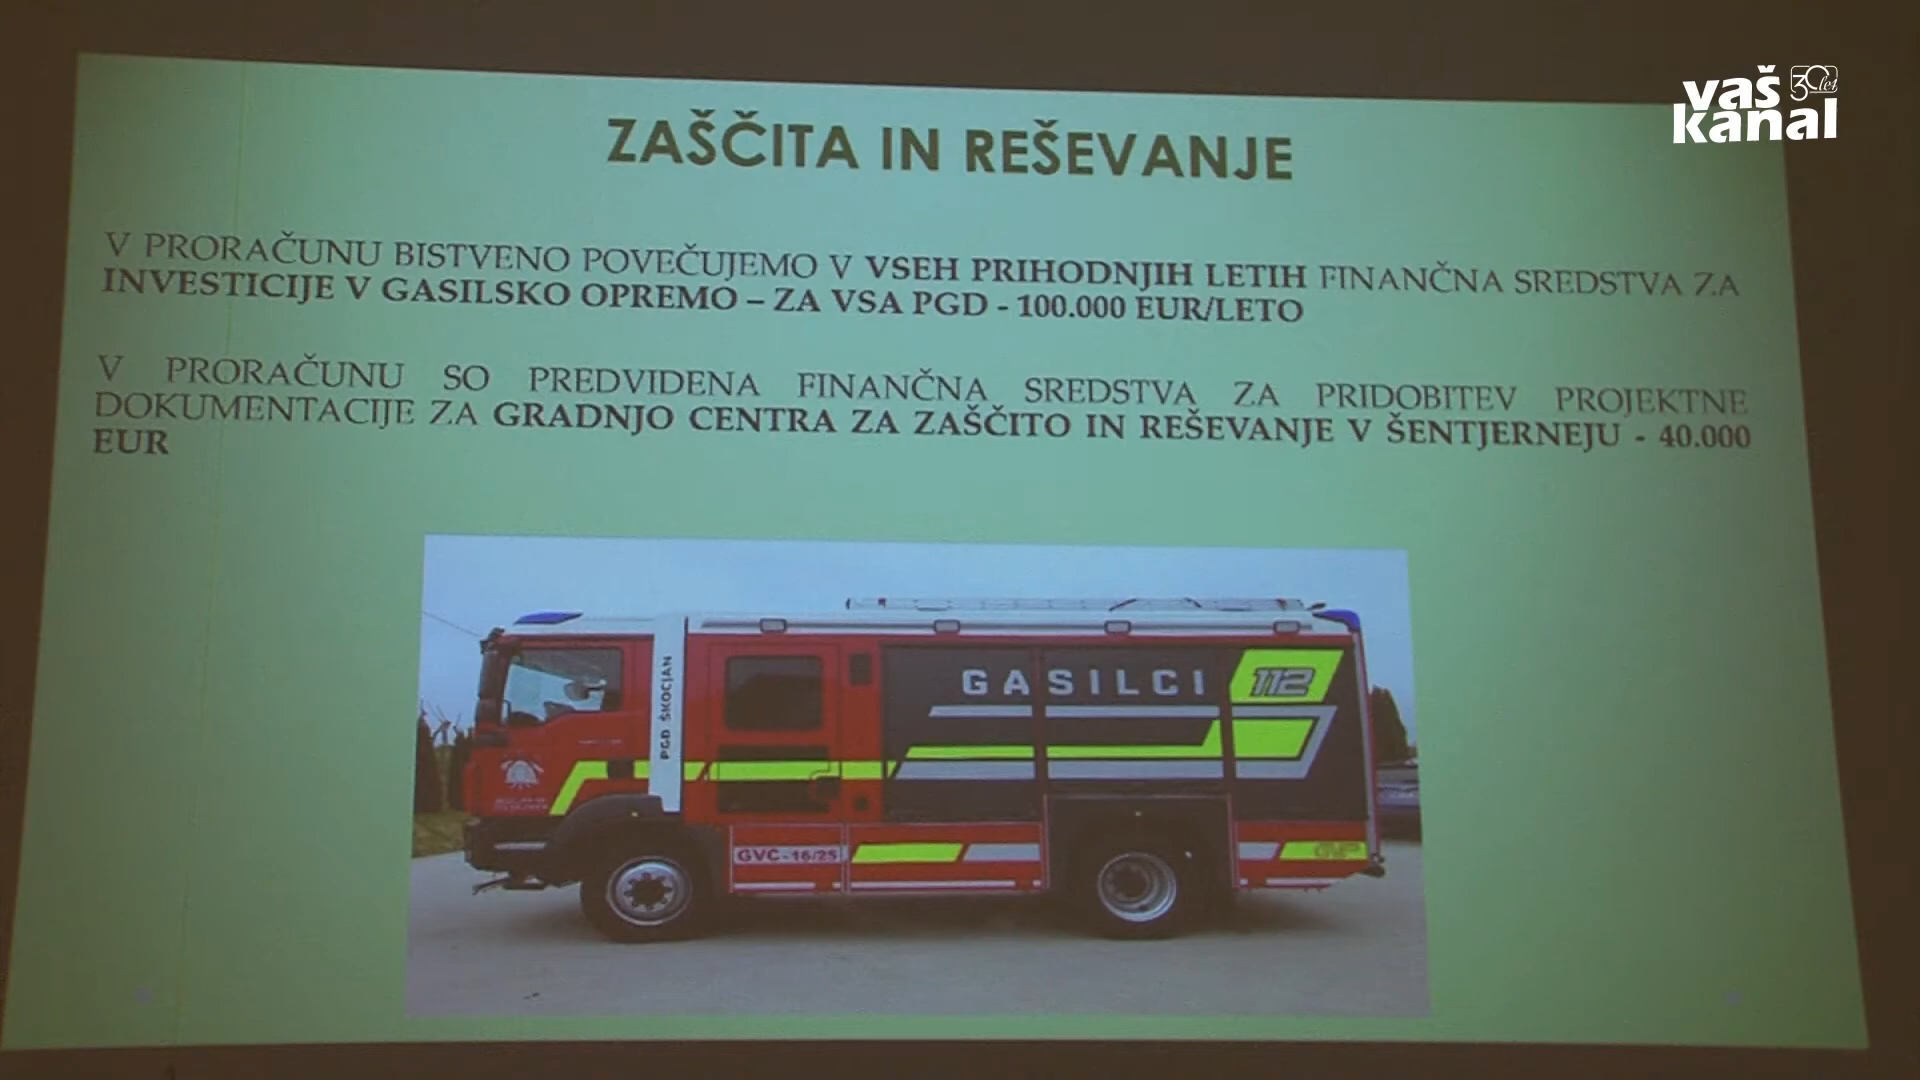 vaš 30 let
kanal
ZAŠČITA IN REŠEVANJE
V PRORAČUNU BISTVENO POVEČUJEMO V VSEH PRIHODNJIH LETIH FINANČNA SREDSTVA ZA
INVESTICIJE V GASILSKO OPREMO – ZA VSA PGD - 100.000 EUR/LETO
V PRORAČUNU SO PREDVIDENA FINANČNA SREDSTVA ZA PRIDOBITEV PROJEKTNE
DOKUMENTACIJE ZA GRADNJO CENTRA ZA ZAŠČITO IN REŠEVANJE V ŠENTJERNEJU - 40.000
EUR
GASILCI 112
PGD ŠKOCJAN
GVC-16/25
GP